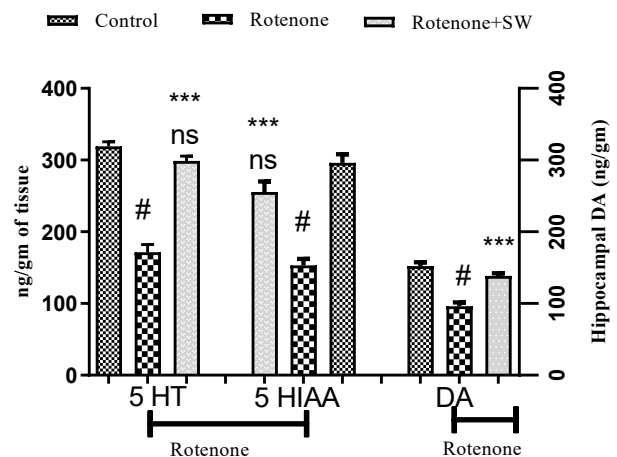 Control Rotenone Rotenone+SW
ng/gm of tissue
400
300
200
100
0
#
***
ns
***
ns
#
#
***
400
300
200
100
0
Hippocampal DA (ng/gm)
5 HT 5 HIAA DA
Rotenone Rotenone